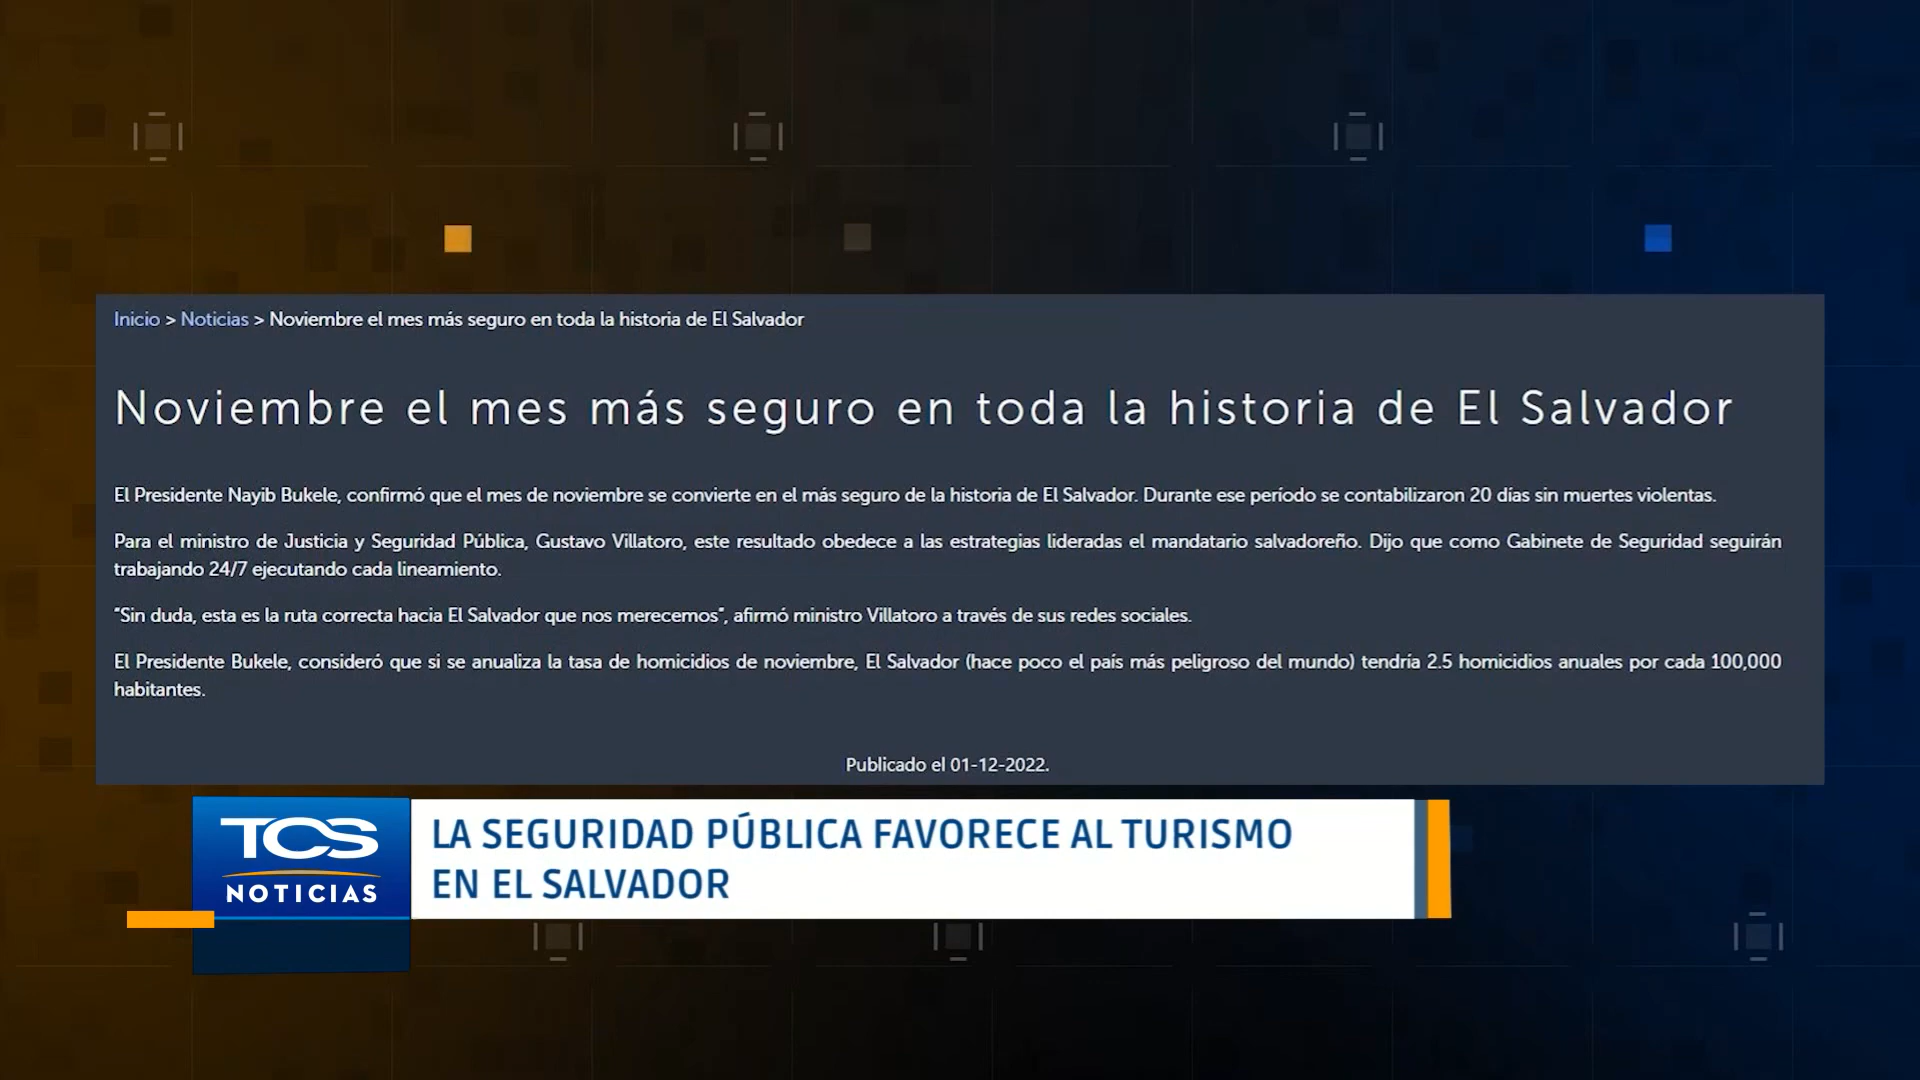 Inicio > Noticias > Noviembre el mes más seguro en toda la historia de El Salvador
Noviembre el mes más seguro en toda la historia de El Salvador
El Presidente Nayib Bukele, confirmó que el mes de noviembre se convierte en el más seguro de la historia de El Salvador. Durante ese período se contabilizaron 20 días sin muertes violentas.
Para el ministro de Justicia y Seguridad Pública, Gustavo Villatoro, este resultado obedece a las estrategias lideradas el mandatario salvadoreño. Dijo que como Gabinete de Seguridad seguirán
trabajando 24/7 ejecutando cada lineamiento.
“Sin duda, esta es la ruta correcta hacia El Salvador que nos merecemos”, afirmó ministro Villatoro a través de sus redes sociales.
El Presidente Bukele, consideró que si se anualiza la tasa de homicidios de noviembre, El Salvador (hace poco el país más peligroso del mundo) tendría 2.5 homicidios anuales por cada 100,000
habitantes.
Publicado el 01-12-2022.
TCS
NOTICIAS
LA SEGURIDAD PÚBLICA FAVORECE AL TURISMO
EN EL SALVADOR